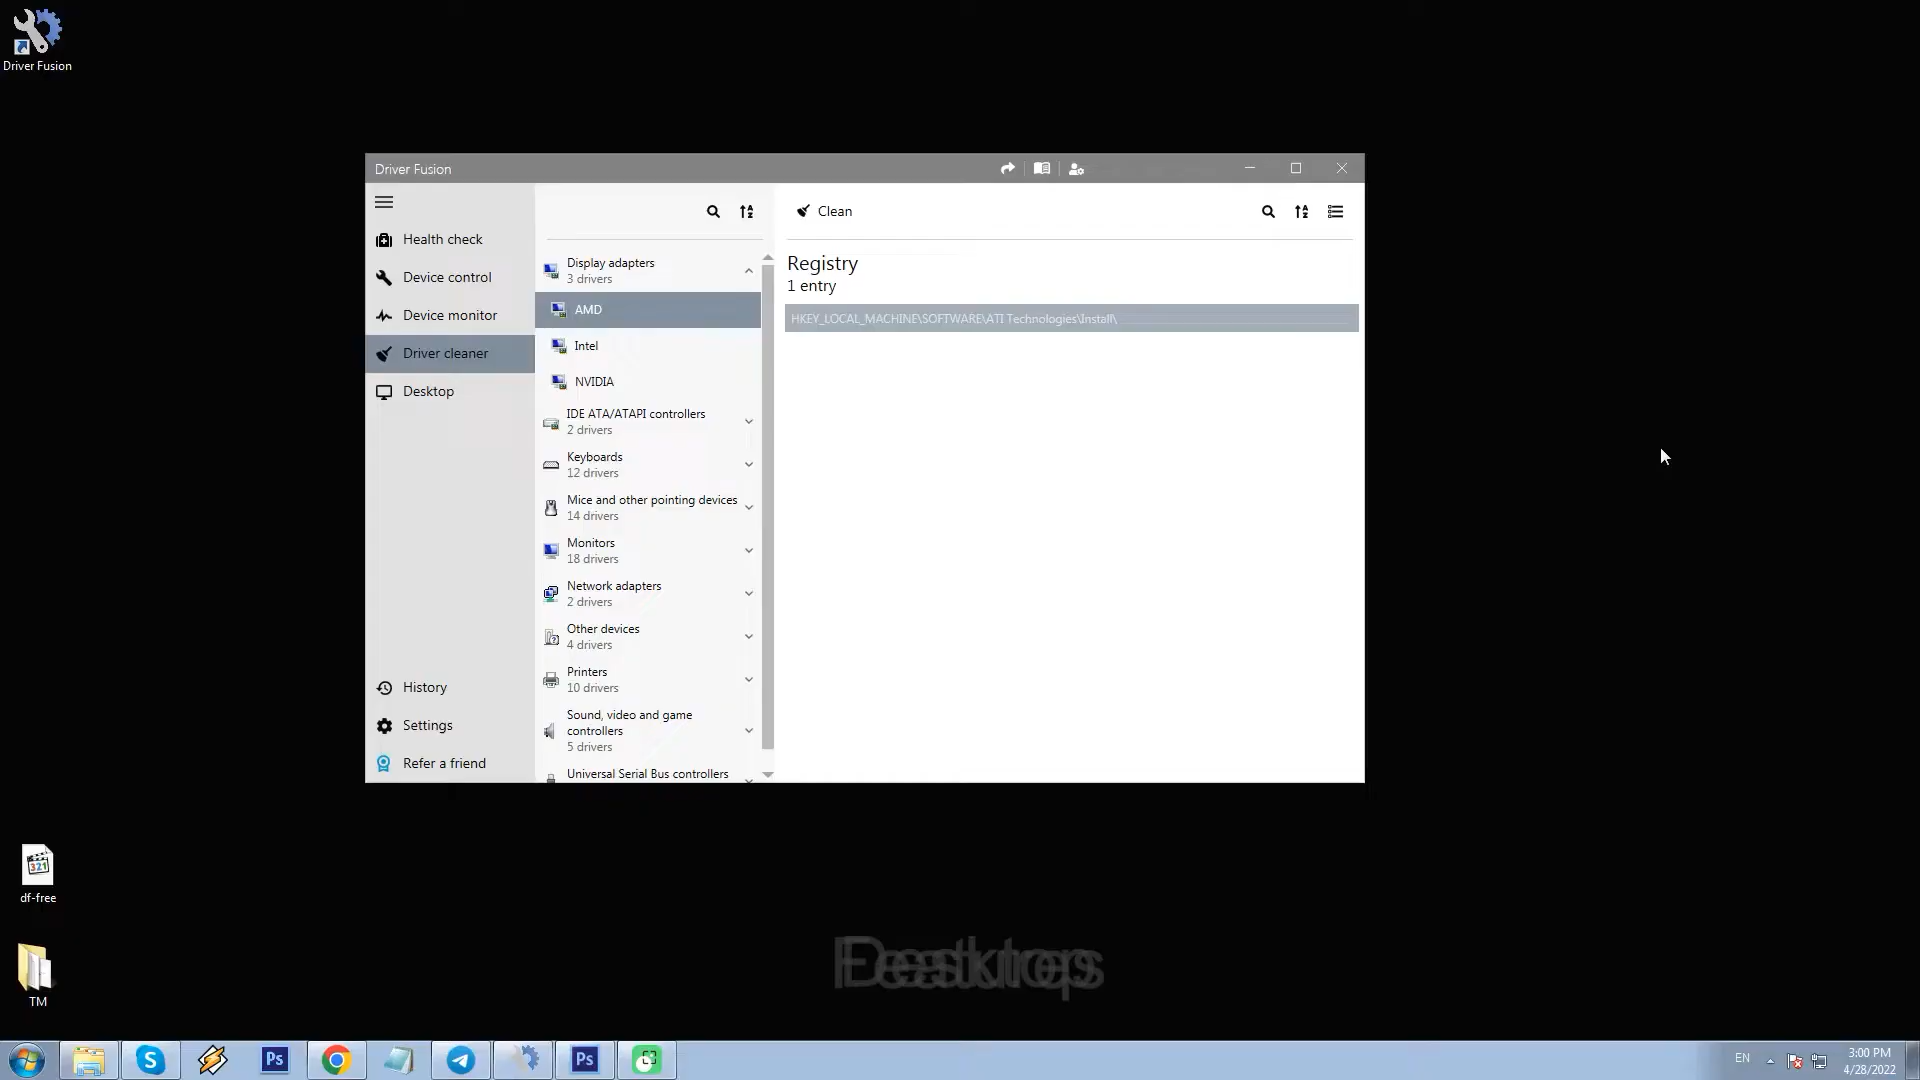 Driver Fusion
Driver Fusion
Health check
Device control
Device monitor
Driver cleaner
Desktop
History
Settings
Refer a friend
Display adapters
3 drivers
AMD
Intel
NVIDIA
IDE ATA/ATAPI controllers
2 drivers
Keyboards
12 drivers
Mice and other pointing devices
14 drivers
Monitors
18 drivers
Network adapters
2 drivers
Other devices
4 drivers
Printers
10 drivers
Sound, video and game
controllers
5 drivers
Universal Serial Bus controllers
Clean
Registry
1 entry
HKEY_LOCAL_MACHINE\SOFTWARE\ATI Technologies\Install\
321
df-free
TM
Ps
Ps
EN
3:00 PM
4/28/2022